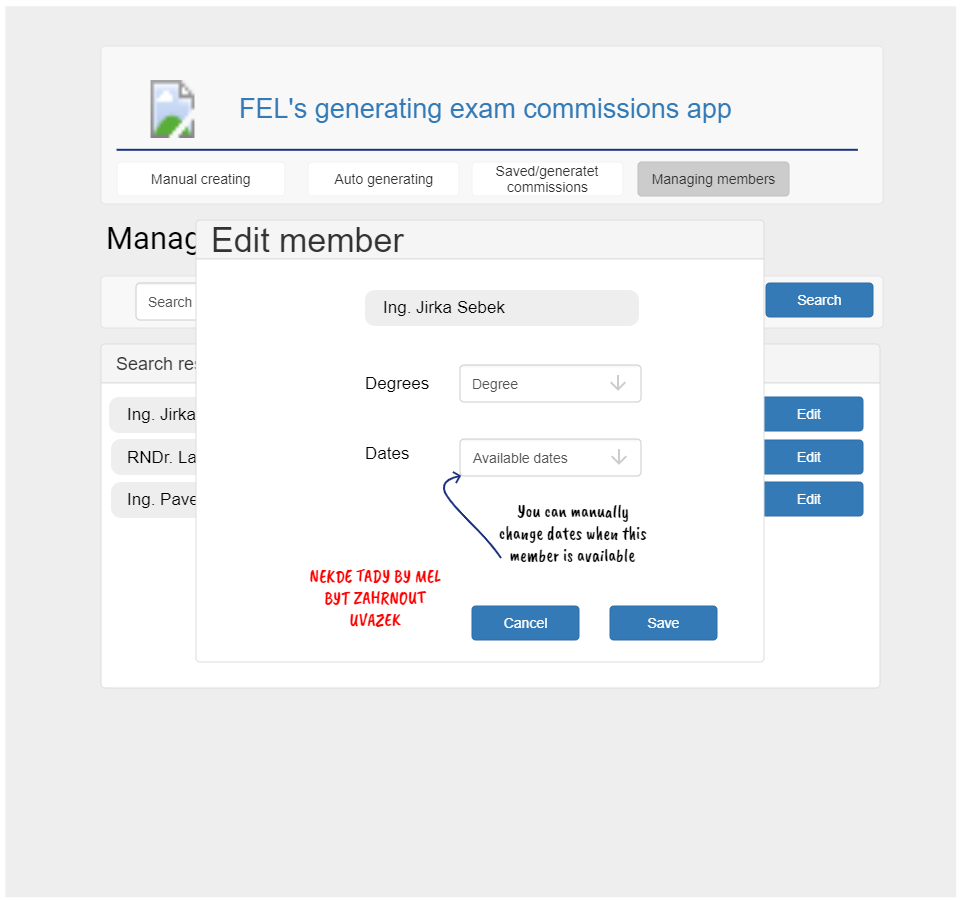 FEL's generating exam commissions app
Manual creating
Auto generating
Saved/generatet
commissions
Managing members
Manag
Edit member
Search
Search
Ing. Jirka Sebek
Search res
Degrees
Degree
Ing. Jirka
Edit
Dates
Available dates
RNDr. La
Edit
Ing. Pave
Edit
You can manually
change dates when this
member is available
NEKDE TADY BY MEL
BYT ZAHRNOUT
UVAZEK
Cancel
Save